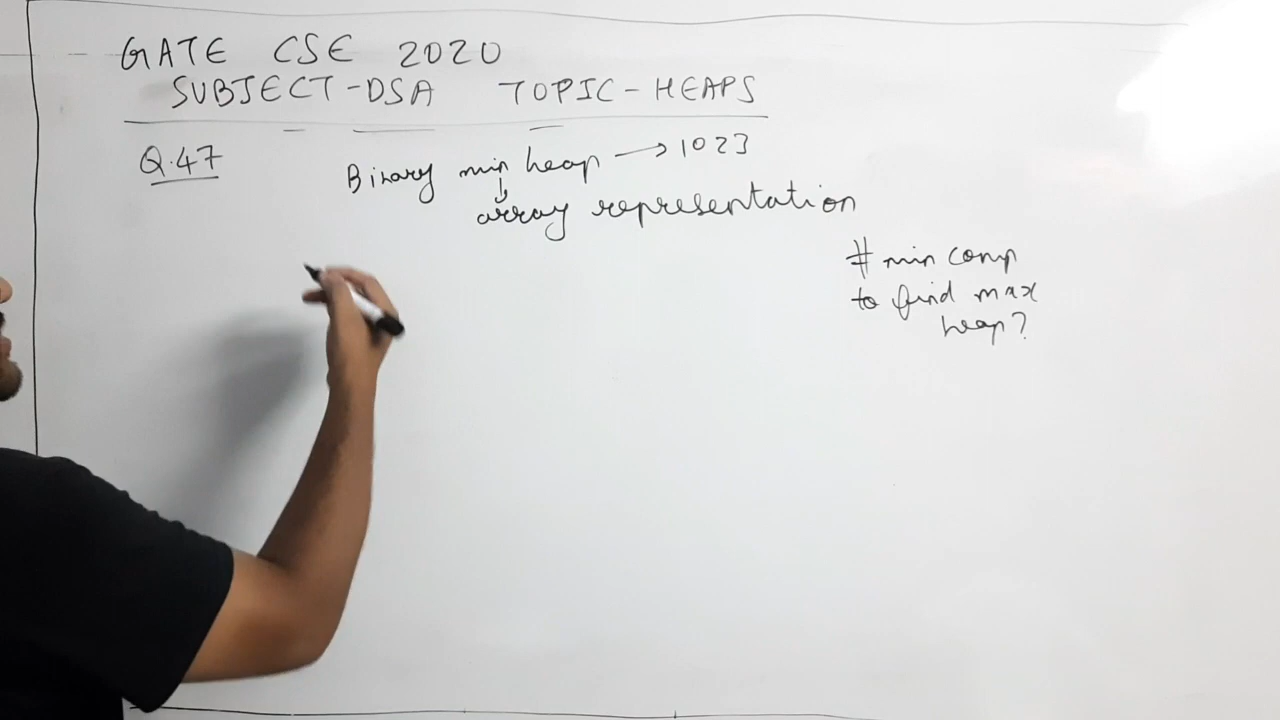 GATE CSE 2020
SUBJECT-DSA TOPIC-HEAPS
Q.47
Binary min heap → 1023
↓
array representation
# min comp
to find max
heap?